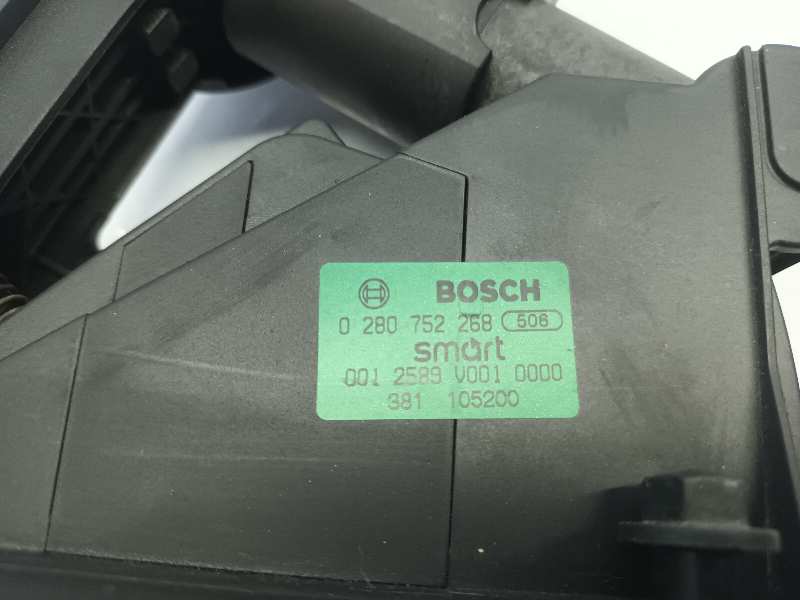 BOSCH
0 280 752 268 506
smart
001 2589 V001 0000
381 105200